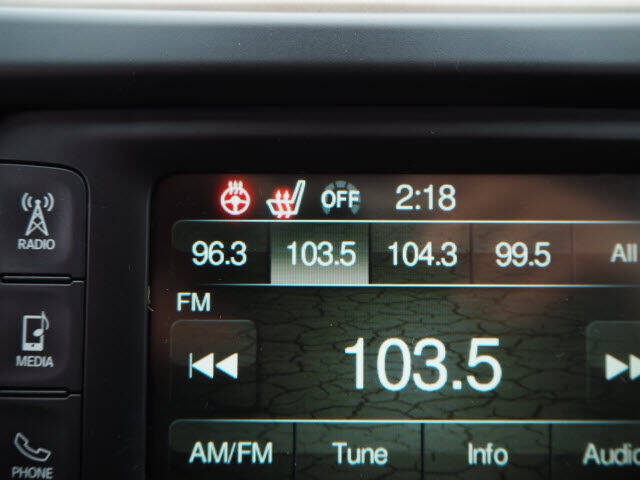 OFF 2:18
96.3 103.5 104.3 99.5 All
RADIO
FM
103.5
MEDIA
AM/FM Tune Info Audio
PHONE